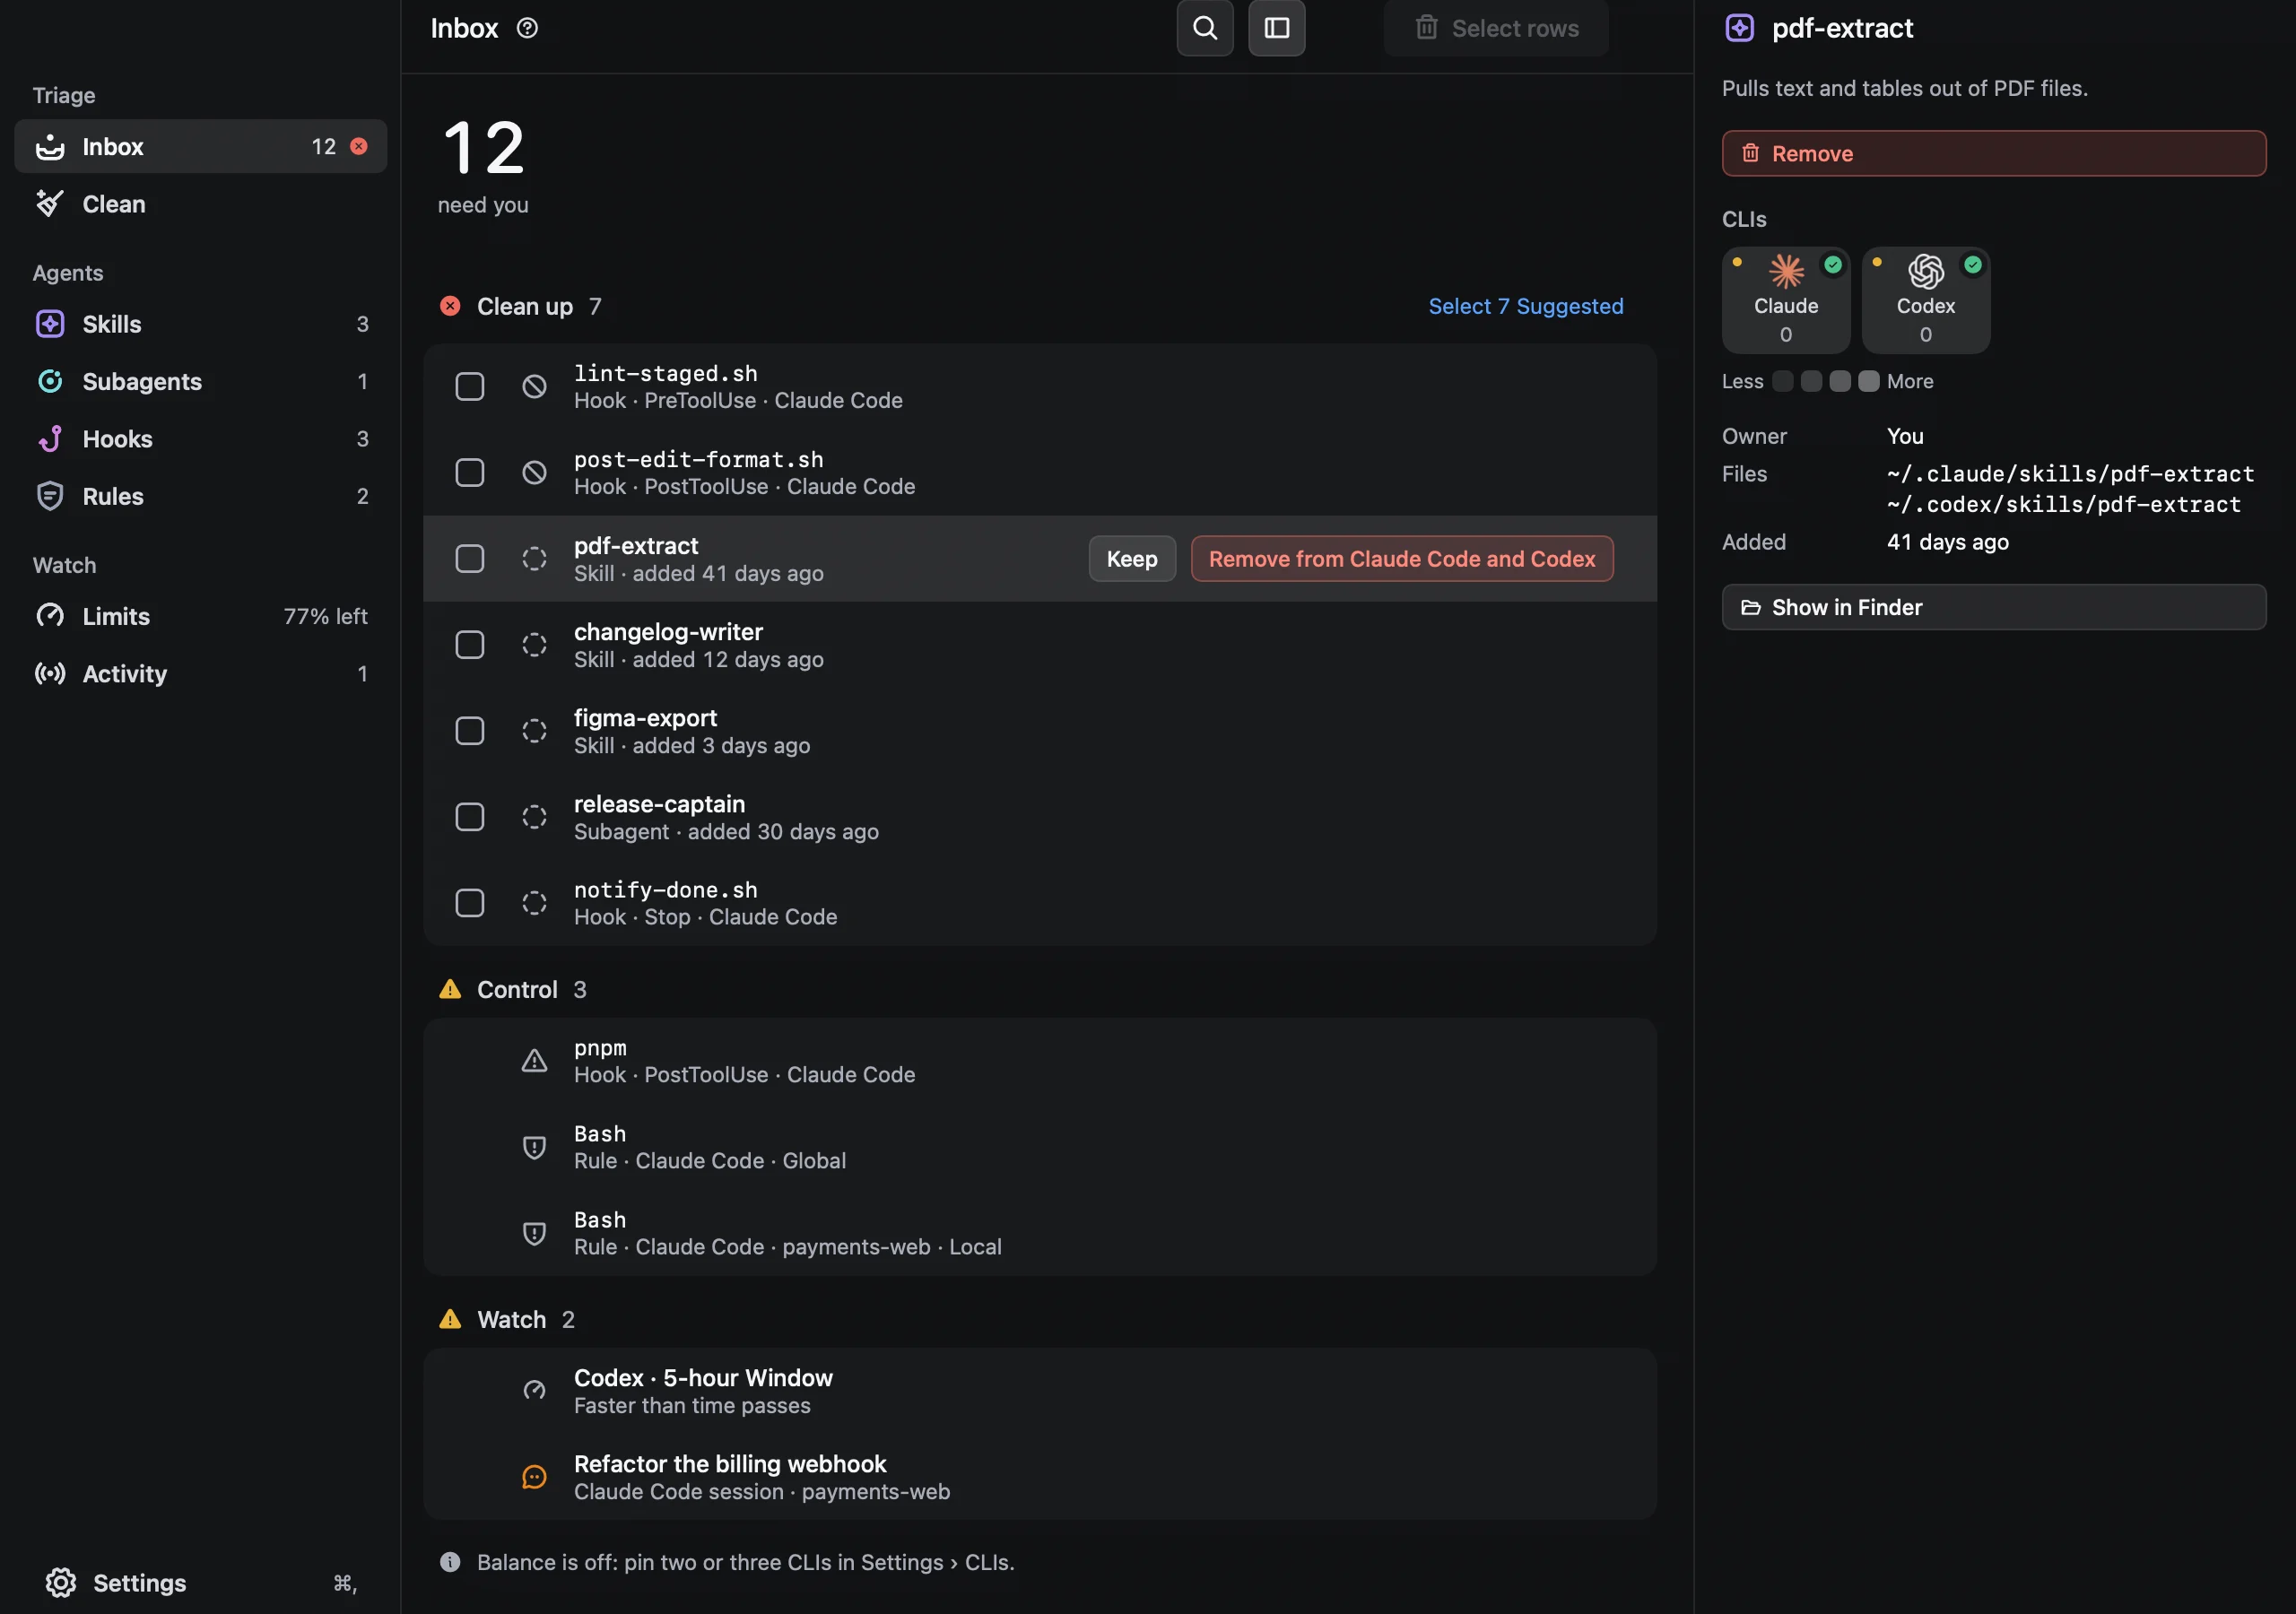 Triage
Inbox 12
Clean
Agents
Skills 3
Subagents 1
Hooks 3
Rules 2
Watch
Limits 77% left
Activity 1
Settings ⌘,
Inbox
Select rows
12
need you
Clean up 7
Select 7 Suggested
lint-staged.sh
Hook · PreToolUse · Claude Code
post-edit-format.sh
Hook · PostToolUse · Claude Code
pdf-extract
Skill · added 41 days ago
Keep
Remove from Claude Code and Codex
changelog-writer
Skill · added 12 days ago
figma-export
Skill · added 3 days ago
release-captain
Subagent · added 30 days ago
notify-done.sh
Hook · Stop · Claude Code
Control 3
pnpm
Hook · PostToolUse · Claude Code
Bash
Rule · Claude Code · Global
Bash
Rule · Claude Code · payments-web · Local
Watch 2
Codex · 5-hour Window
Faster than time passes
Refactor the billing webhook
Claude Code session · payments-web
Balance is off: pin two or three CLIs in Settings › CLIs.
pdf-extract
Pulls text and tables out of PDF files.
Remove
CLIs
Claude
0
Codex
0
Less More
Owner You
Files ~/.claude/skills/pdf-extract
~/.codex/skills/pdf-extract
Added 41 days ago
Show in Finder